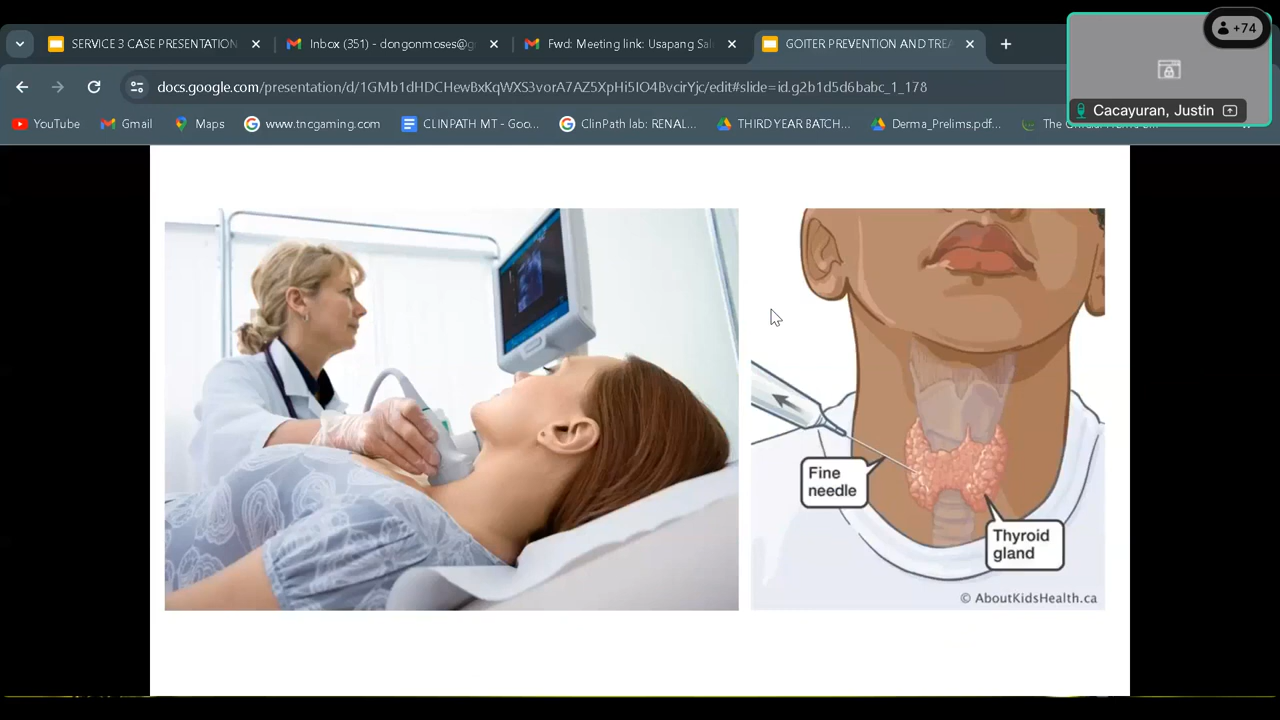 SERVICE 3 CASE PRESENTATION
Inbox (351) - dongonmoses@g
Fwd: Meeting link: Usapang Sal
GOITER PREVENTION AND TREA
+74
docs.google.com/presentation/d/1GMb1dHDCHewBxKqWXS3vorA7AZ5XpHi5IO4BvcirYjc/edit#slide=id.g2b1d5d6babc_1_178
Cacayuran, Justin
YouTube
Gmail
Maps
www.tncgaming.com
CLINPATH MT - Goo...
ClinPath lab: RENAL...
THIRD YEAR BATCH...
Derma_Prelims.pdf...
Fine
needle
Thyroid
gland
© AboutKidsHealth.ca